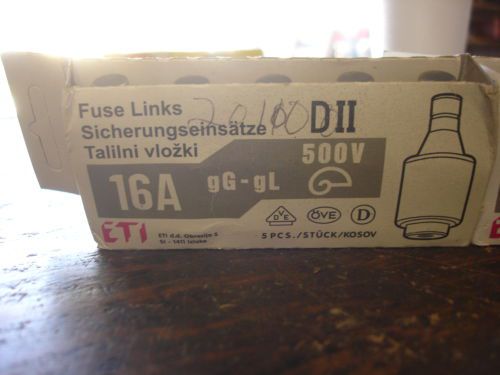 Fuse Links
Sicherungseinsätze
Talilni vložki
DII
500V
16A
gG-gL
VDE
ÖVE
D
ETI
ETI d.d. Obrezija 5
SI - 1411 Izlake
5 PCS./STÜCK/KOSOV